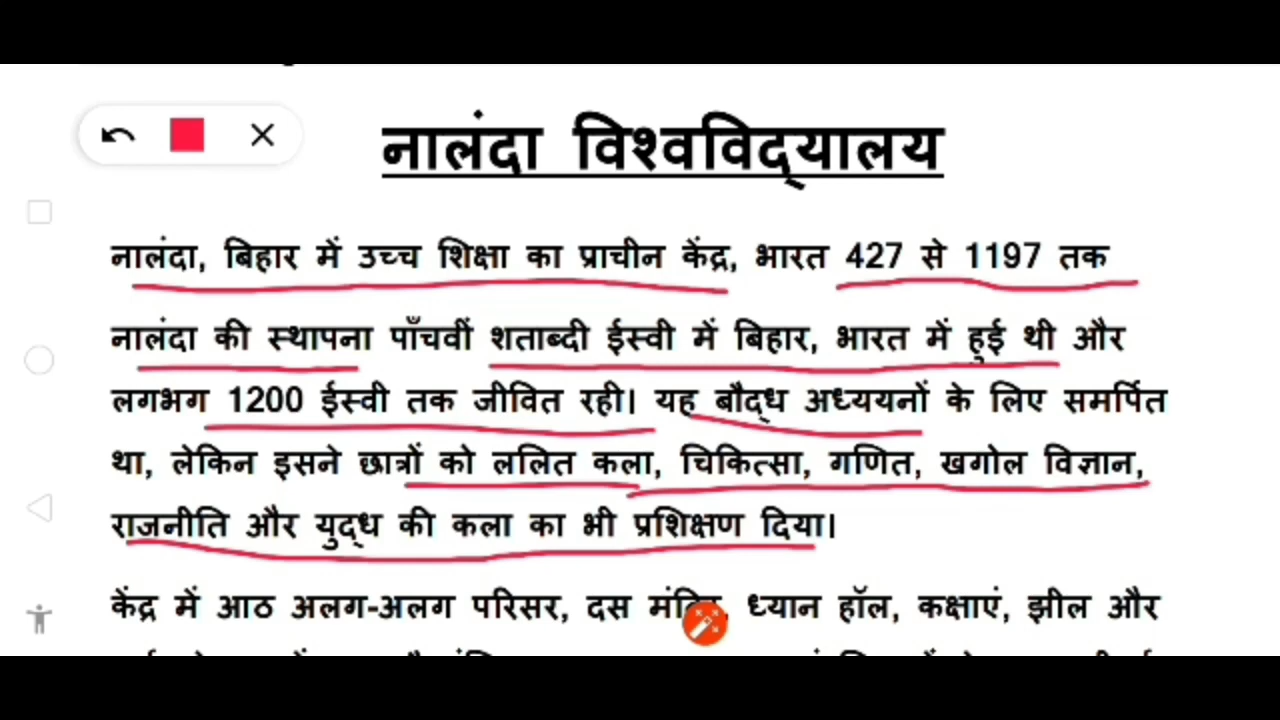 नालंदा विश्वविद्यालय
नालंदा, बिहार में उच्च शिक्षा का प्राचीन केंद्र, भारत 427 से 1197 तक
नालंदा की स्थापना पाँचवीं शताब्दी ईस्वी में बिहार, भारत में हुई थी और
लगभग 1200 ईस्वी तक जीवित रही। यह बौद्ध अध्ययनों के लिए समर्पित
था, लेकिन इसने छात्रों को ललित कला, चिकित्सा, गणित, खगोल विज्ञान,
राजनीति और युद्ध की कला का भी प्रशिक्षण दिया।
केंद्र में आठ अलग-अलग परिसर, दस मंदिर, ध्यान हॉल, कक्षाएं, झील और